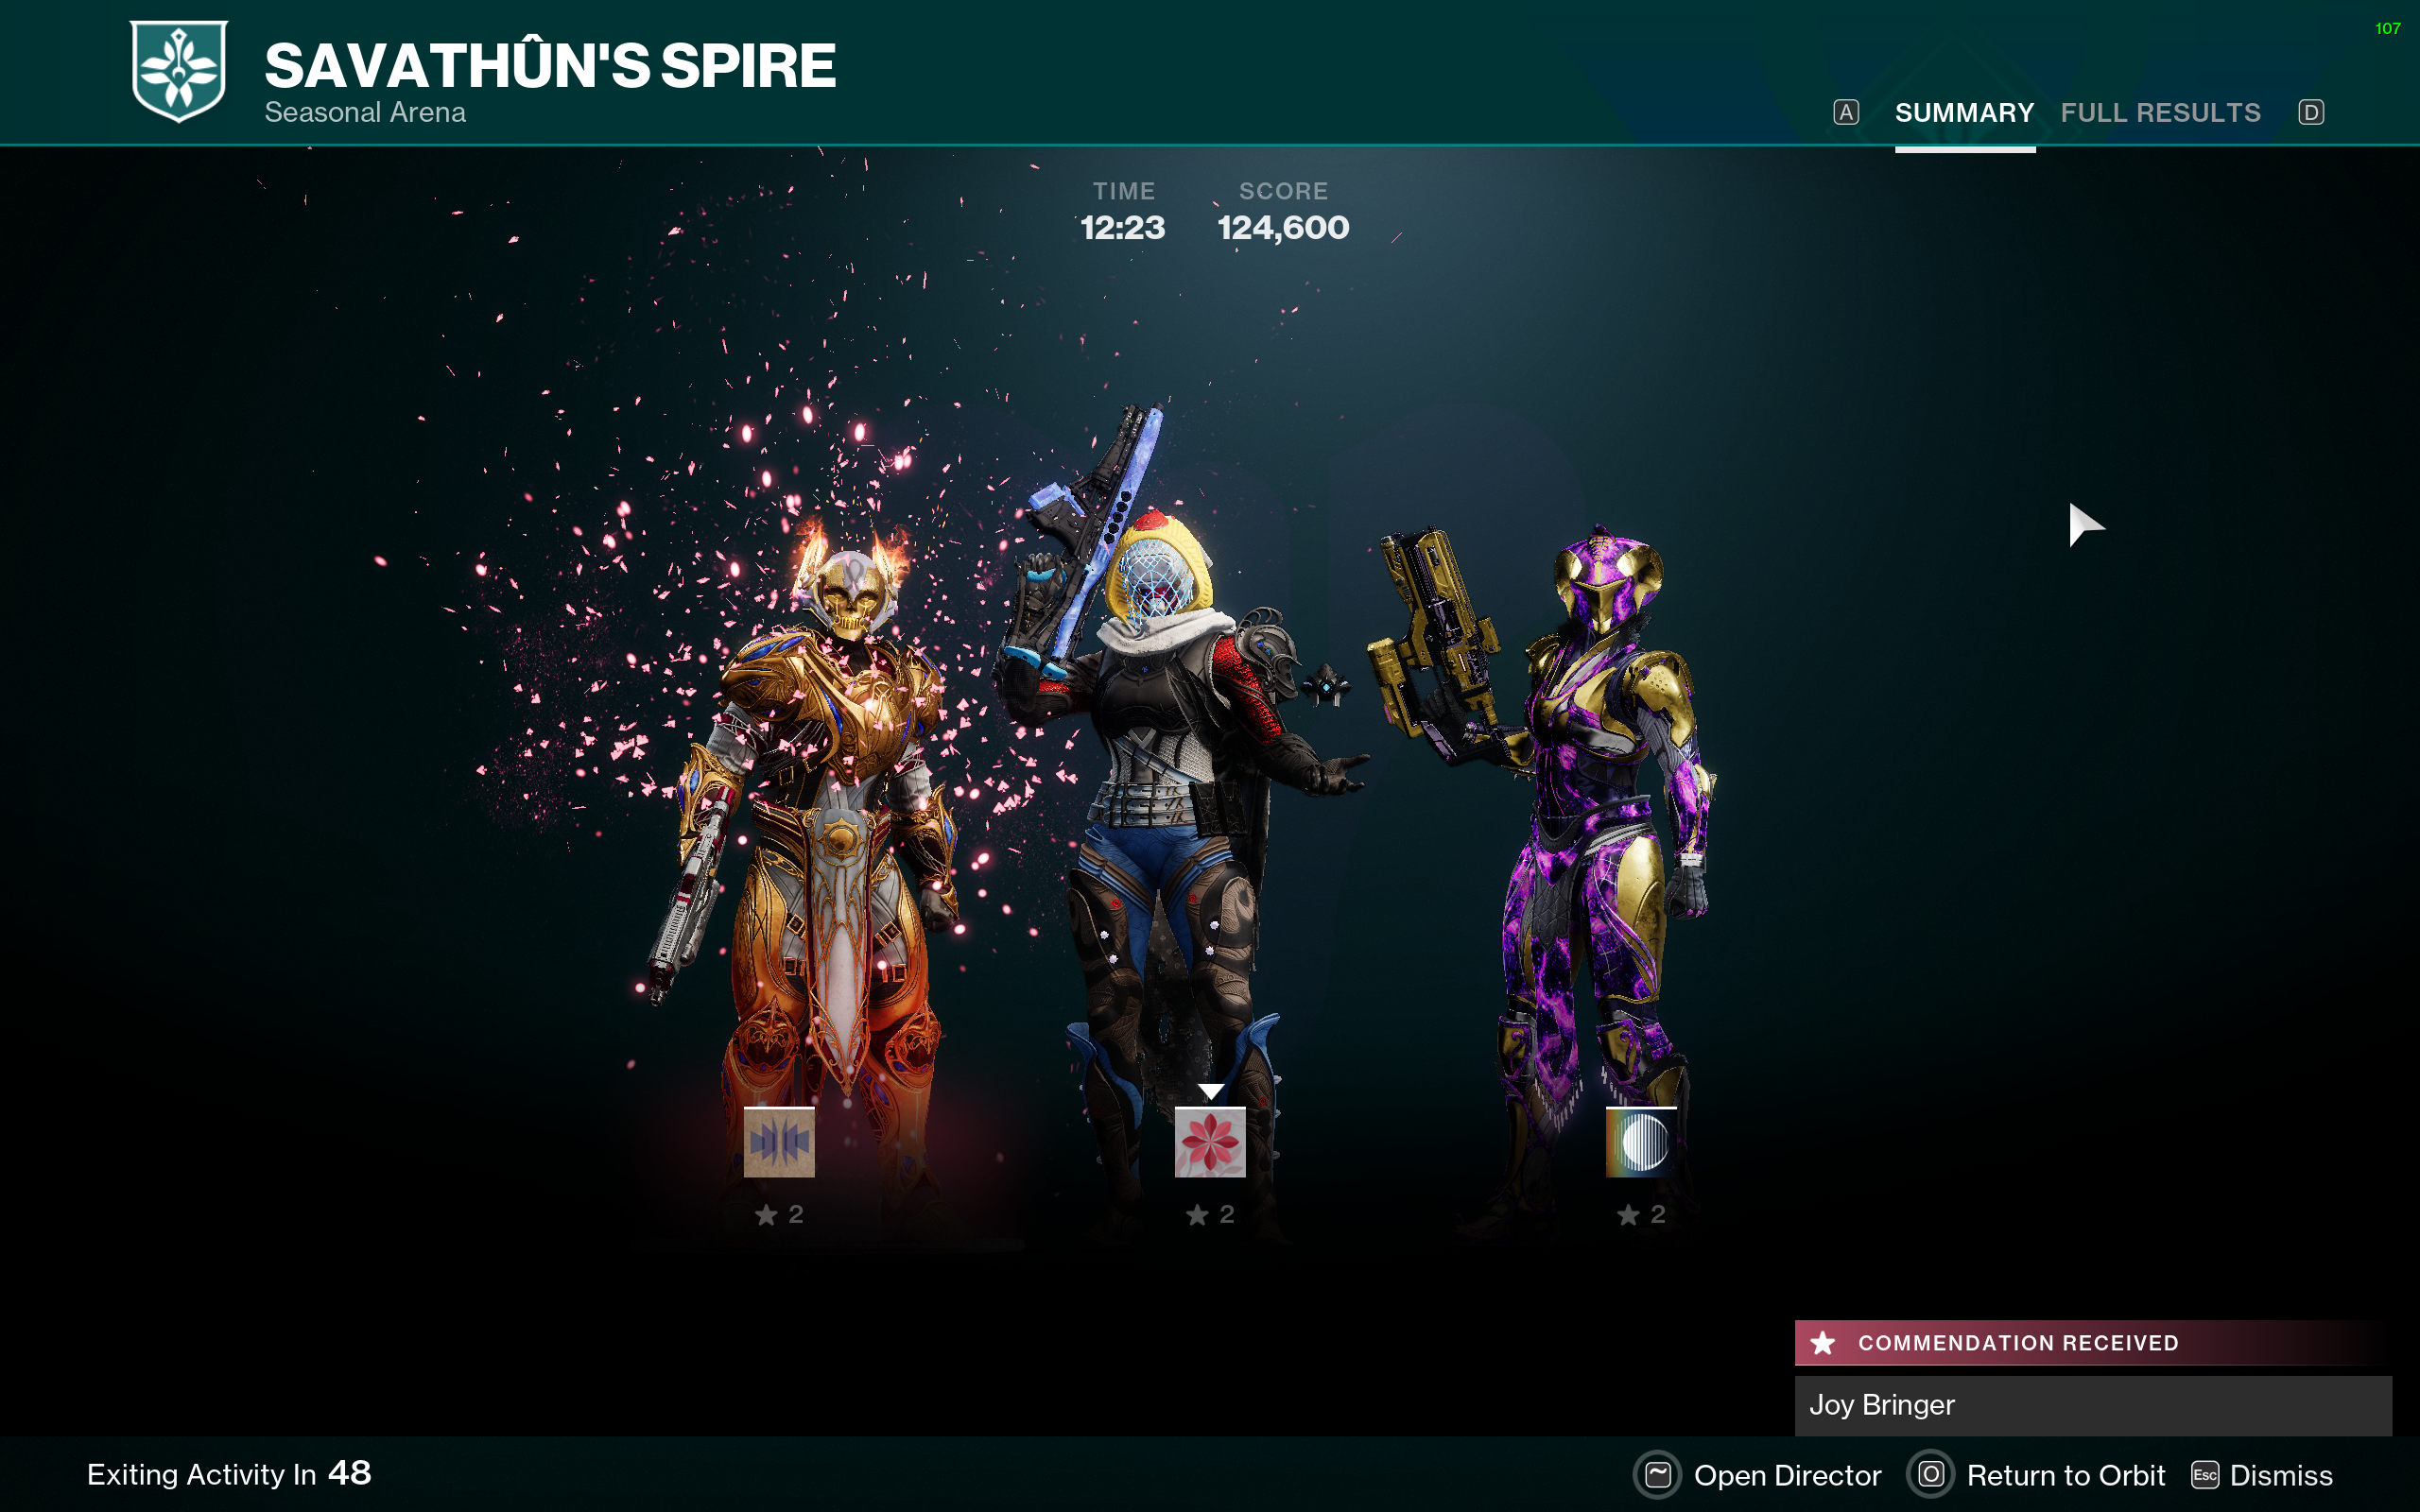 107
SAVATHÛN'S SPIRE
Seasonal Arena
A SUMMARY FULL RESULTS D
TIME SCORE
12:23 124,600
2 2 2
COMMENDATION RECEIVED
Joy Bringer
Exiting Activity In 48
~ Open Director O Return to Orbit Esc Dismiss